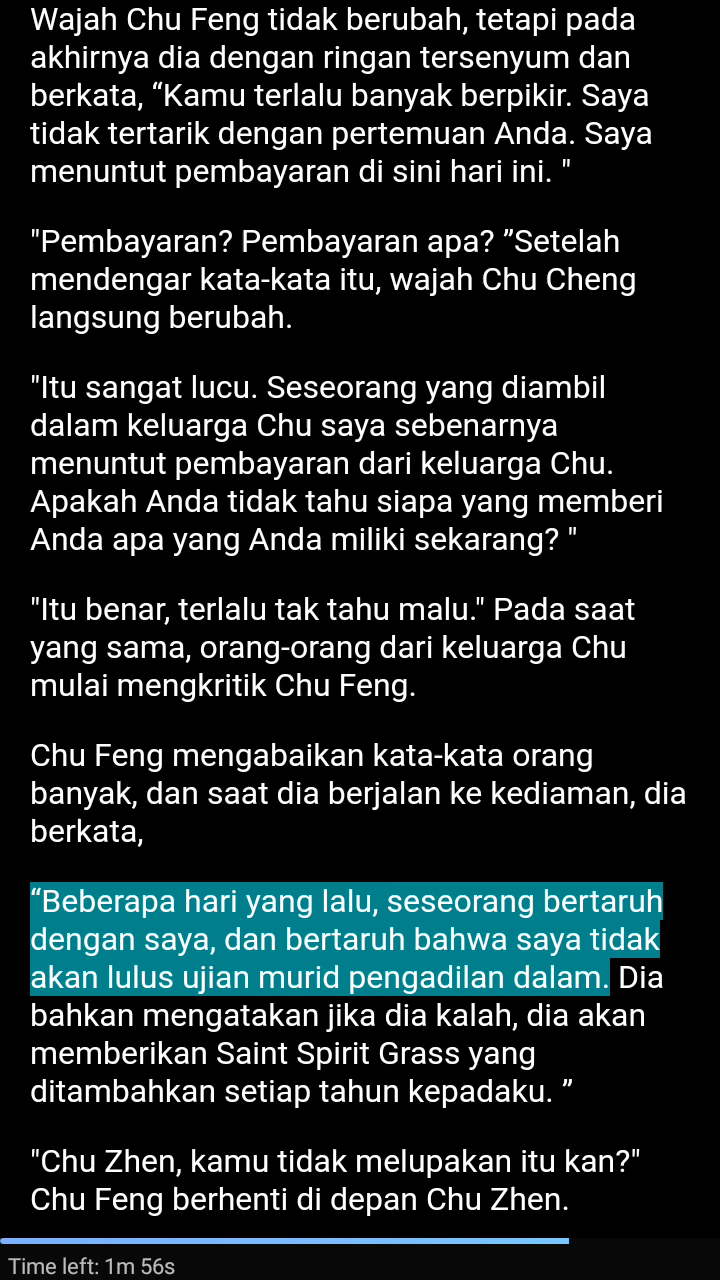 Wajah Chu Feng tidak berubah, tetapi pada
akhirnya dia dengan ringan tersenyum dan
berkata, “Kamu terlalu banyak berpikir. Saya
tidak tertarik dengan pertemuan Anda. Saya
menuntut pembayaran di sini hari ini. "
"Pembayaran? Pembayaran apa? ”Setelah
mendengar kata-kata itu, wajah Chu Cheng
langsung berubah.
"Itu sangat lucu. Seseorang yang diambil
dalam keluarga Chu saya sebenarnya
menuntut pembayaran dari keluarga Chu.
Apakah Anda tidak tahu siapa yang memberi
Anda apa yang Anda miliki sekarang? "
"Itu benar, terlalu tak tahu malu." Pada saat
yang sama, orang-orang dari keluarga Chu
mulai mengkritik Chu Feng.
Chu Feng mengabaikan kata-kata orang
banyak, dan saat dia berjalan ke kediaman, dia
berkata,
“Beberapa hari yang lalu, seseorang bertaruh
dengan saya, dan bertaruh bahwa saya tidak
akan lulus ujian murid pengadilan dalam. Dia
bahkan mengatakan jika dia kalah, dia akan
memberikan Saint Spirit Grass yang
ditambahkan setiap tahun kepadaku. ”
"Chu Zhen, kamu tidak melupakan itu kan?"
Chu Feng berhenti di depan Chu Zhen.
Time left: 1m 56s